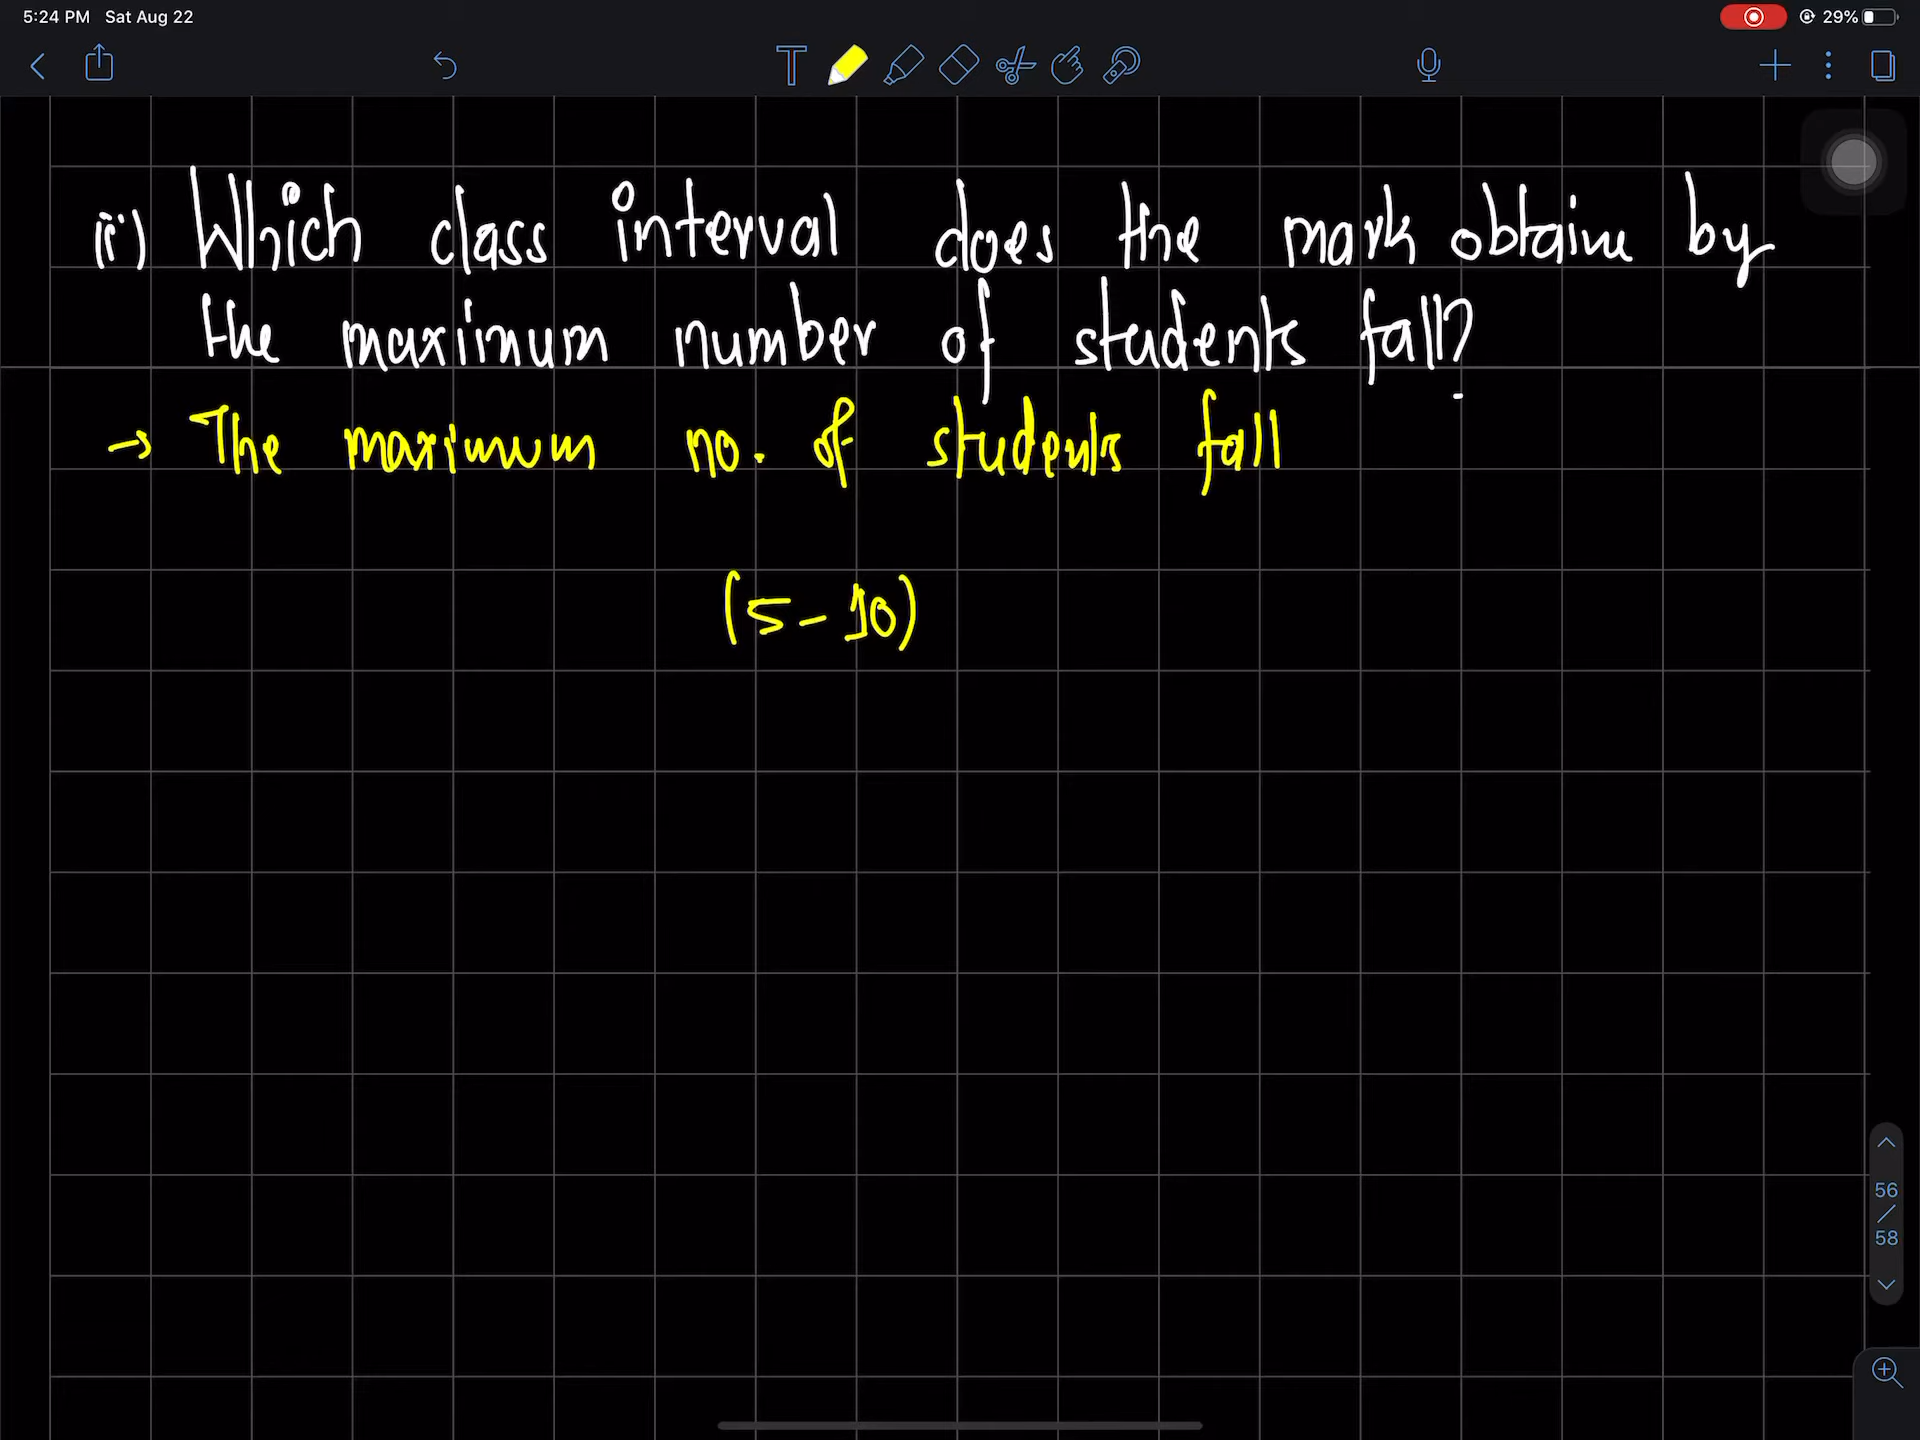 5:24 PM Sat Aug 22
29%
T
ii) Which class interval does the mark obtaine by
the maximum number of students fall?
→ The maximum no. of students fall
(5-10)
56
/
58